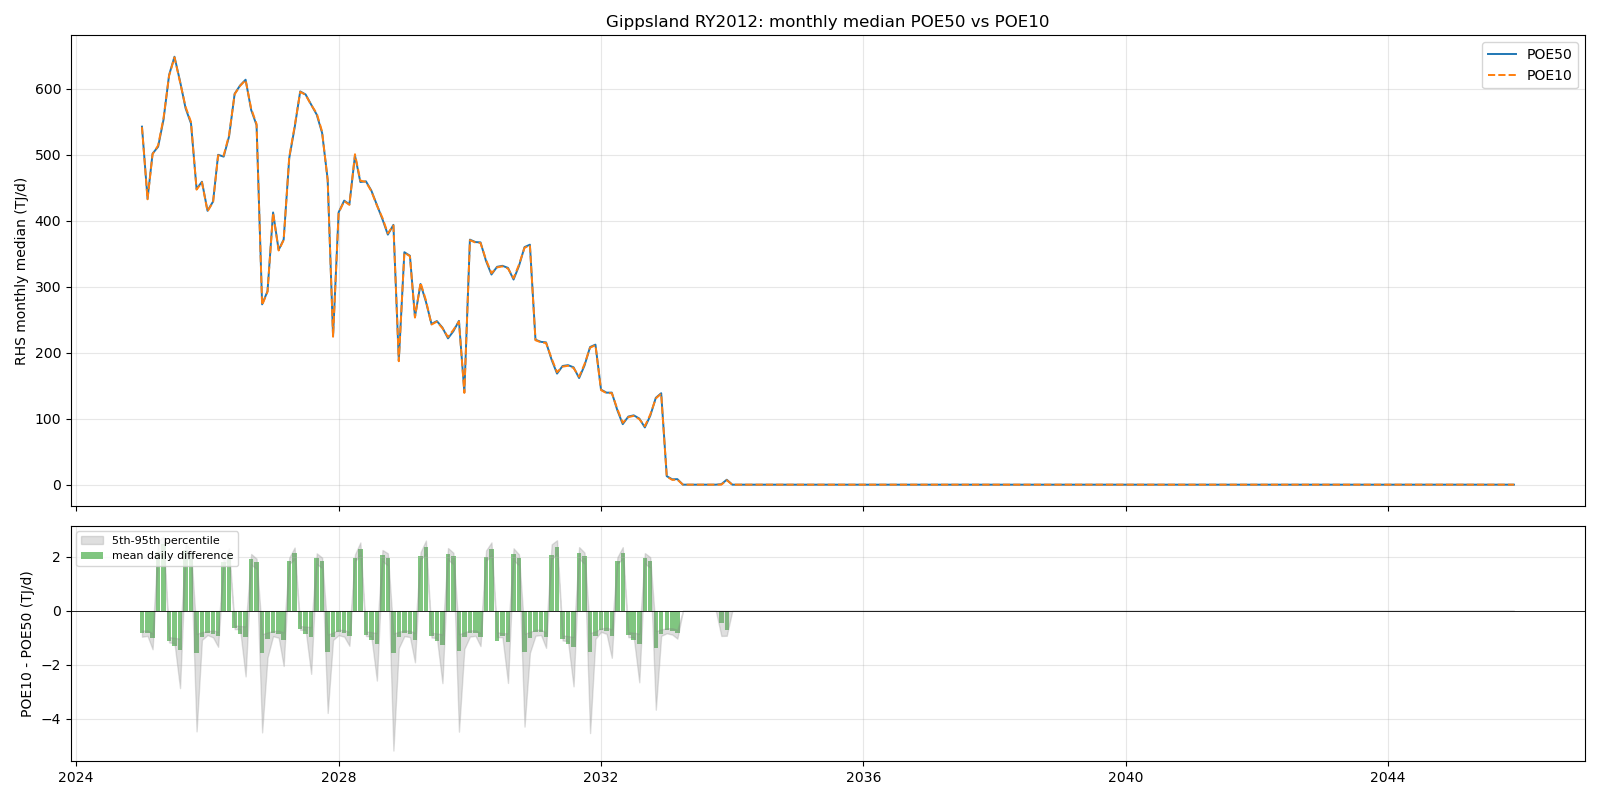 Gippsland RY2012: monthly median POE50 vs POE10
RHS monthly median (TJ/d)
600
500
400
300
200
100
0
POE50
POE10
POE10 - POE50 (TJ/d)
2
0
−2
−4
5th-95th percentile
mean daily difference
2024 2028 2032 2036 2040 2044